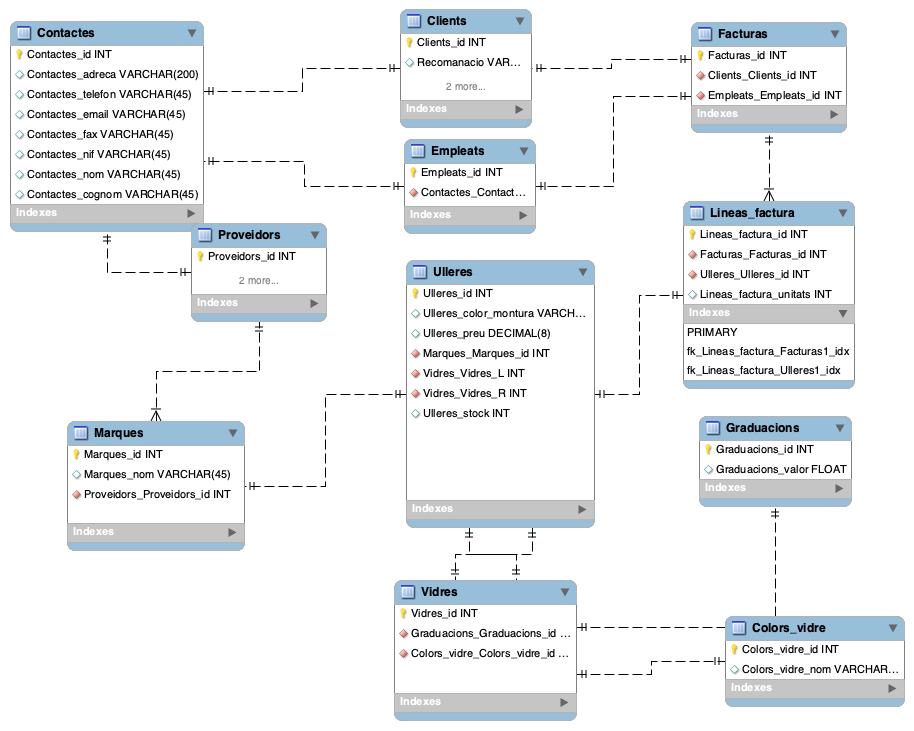 Contactes
Contactes_id INT
Contactes_adreca VARCHAR(200)
Contactes_telefon VARCHAR(45)
Contactes_email VARCHAR(45)
Contactes_fax VARCHAR(45)
Contactes_nif VARCHAR(45)
Contactes_nom VARCHAR(45)
Contactes_cognom VARCHAR(45)
Indexes
Clients
Clients_id INT
Recomanacio VAR...
2 more...
Indexes
Facturas
Facturas_id INT
Clients_Clients_id INT
Empleats_Empleats_id INT
Indexes
Empleats
Empleats_id INT
Contactes_Contact...
Indexes
Proveidors
Proveidors_id INT
2 more...
Indexes
Lineas_factura
Lineas_factura_id INT
Facturas_Facturas_id INT
Ulleres_Ulleres_id INT
Lineas_factura_unitats INT
Indexes
PRIMARY
fk_Lineas_factura_Facturas1_idx
fk_Lineas_factura_Ulleres1_idx
Ulleres
Ulleres_id INT
Ulleres_color_montura VARCH...
Ulleres_preu DECIMAL(8)
Marques_Marques_id INT
Vidres_Vidres_L INT
Vidres_Vidres_R INT
Ulleres_stock INT
Indexes
Marques
Marques_id INT
Marques_nom VARCHAR(45)
Proveidors_Proveidors_id INT
Indexes
Graduacions
Graduacions_id INT
Graduacions_valor FLOAT
Indexes
Vidres
Vidres_id INT
Graduacions_Graduacions_id ...
Colors_vidre_Colors_vidre_id ...
Indexes
Colors_vidre
Colors_vidre_id INT
Colors_vidre_nom VARCHAR...
Indexes